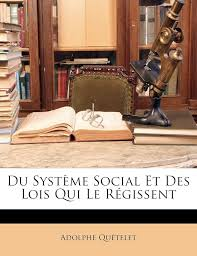 Du Système Social Et Des
Lois Qui Le Régissent
Adolphe Quételet